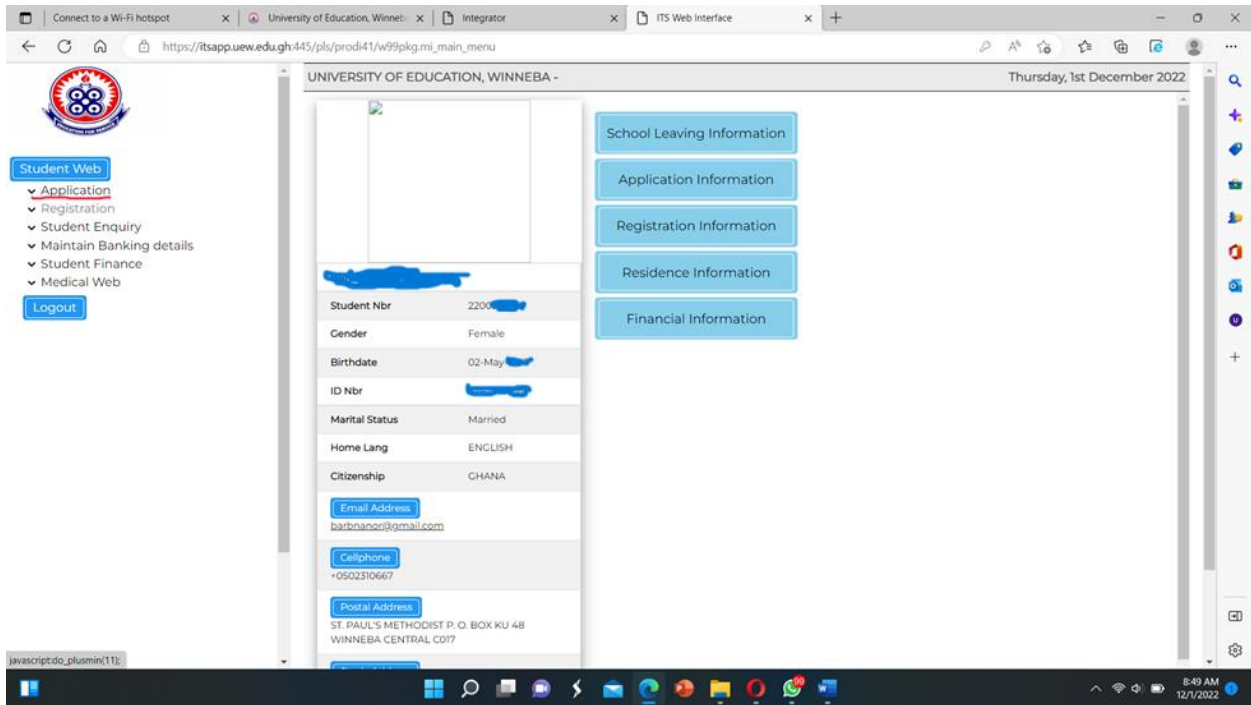 Connect to a Wi-Fi hotspot
University of Education, Winneb
Integrator
ITS Web Interface
https://itsapp.uew.edu.gh:445/pls/prodi41/w99pkg.mi_main_menu
UNIVERSITY OF EDUCATION, WINNEBA -
Thursday, 1st December 2022
EDUCATION FOR SERVICE
Student Web
Application
Registration
Student Enquiry
Maintain Banking details
Student Finance
Medical Web
Logout
Student Nbr 2200
Gender Female
Birthdate 02-May
ID Nbr
Marital Status Married
Home Lang ENGLISH
Citizenship GHANA
Email Address
barbnanor@gmail.com
Cellphone
+0502310667
Postal Address
ST. PAUL'S METHODIST P. O. BOX KU 48
WINNEBA CENTRAL C017
School Leaving Information
Application Information
Registration Information
Residence Information
Financial Information
javascript:do_plusmin(11);
99
8:49 AM
12/1/2022